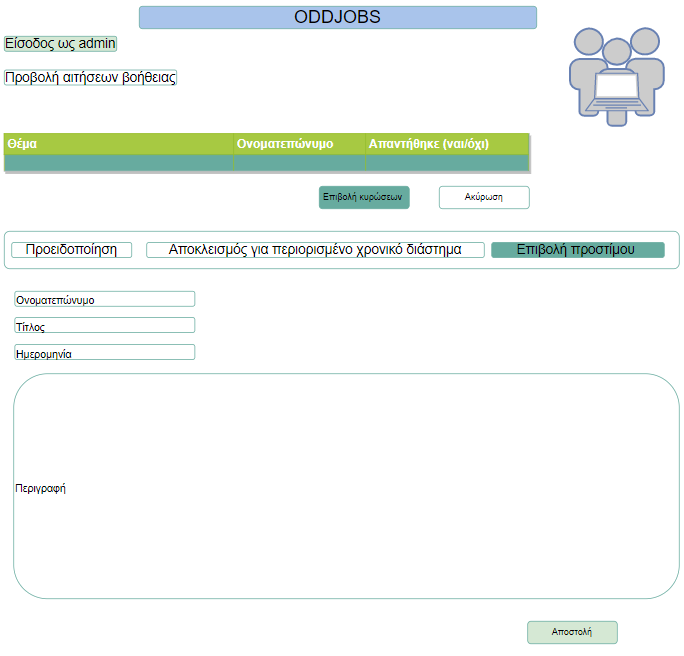 ODDJOBS
Είσοδος ως admin
Προβολή αιτήσεων βοήθειας
Θέμα Ονοματεπώνυμο Απαντήθηκε (ναι/όχι)
Επιβολή κυρώσεων Ακύρωση
Προειδοποίηση Αποκλεισμός για περιορισμένο χρονικό διάστημα Επιβολή προστίμου
Ονοματεπώνυμο
Τίτλος
Ημερομηνία
Περιγραφή
Αποστολή